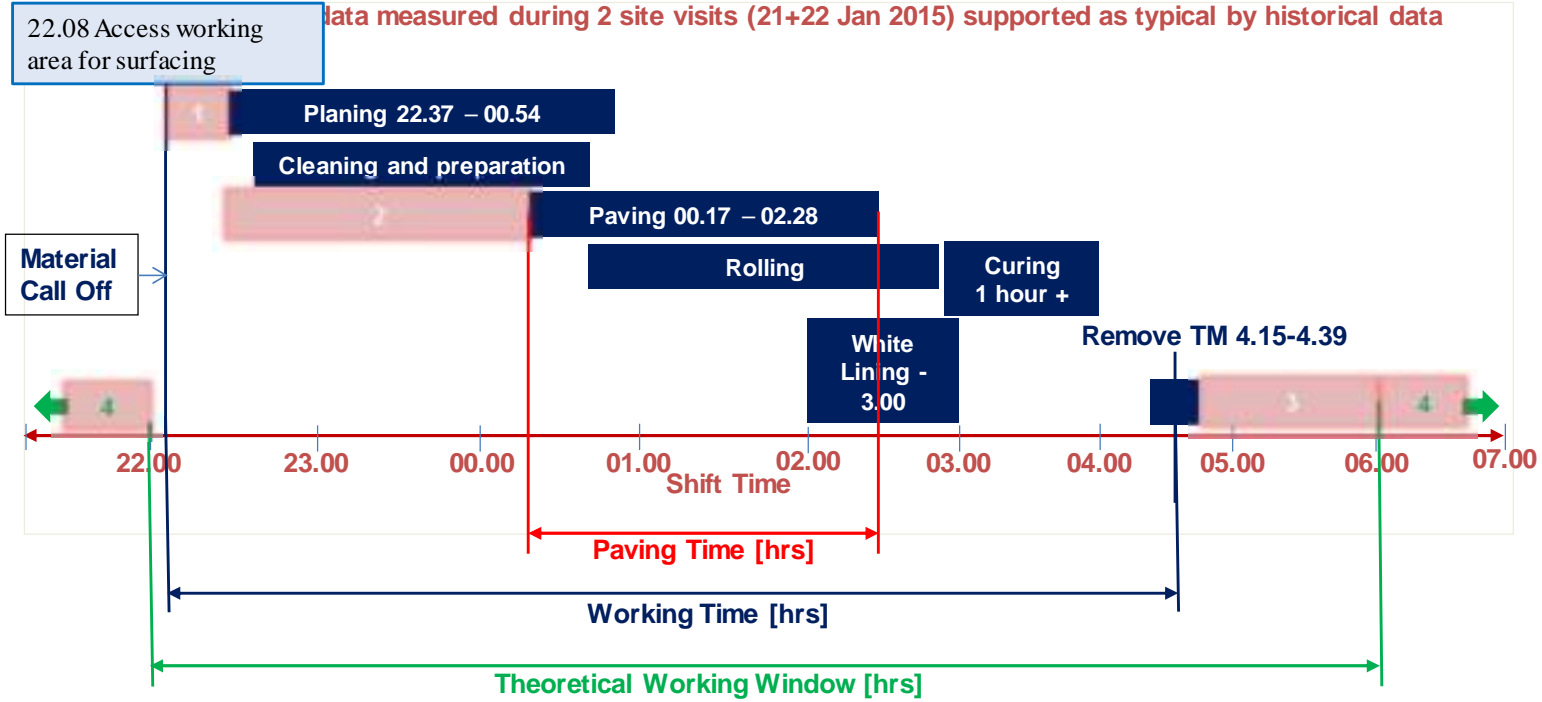 data measured during 2 site visits (21+22 Jan 2015) supported as typical by historical data
22.08 Access working
area for surfacing
1
Planing 22.37 – 00.54
Cleaning and preparation
2
Paving 00.17 – 02.28
Material
Call Off
Rolling
Curing
1 hour +
White
Lining -
3.00
Remove TM 4.15-4.39
4
3
4
22.00 23.00 00.00 01.00 02.00 03.00 04.00 05.00 06.00 07.00
Shift Time
Paving Time [hrs]
Working Time [hrs]
Theoretical Working Window [hrs]